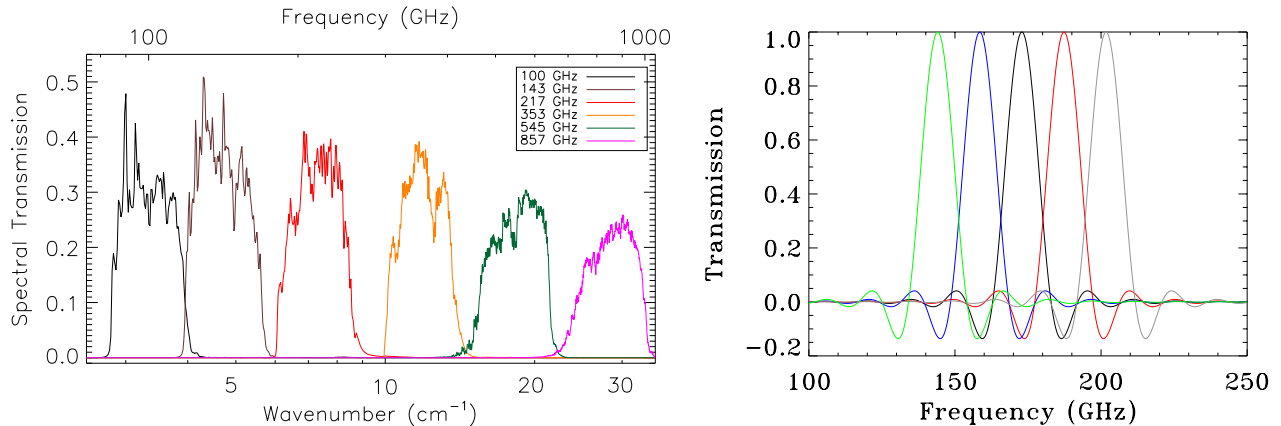 Frequency (GHz)
100 1000
0.5
0.4
0.3
0.2
0.1
0.0
Spectral Transmission
100 GHz
143 GHz
217 GHz
353 GHz
545 GHz
857 GHz
5 10 20 30
Wavenumber (cm⁻¹)
1.0
0.8
0.6
0.4
0.2
0.0
−0.2
Transmission
100 150 200 250
Frequency (GHz)